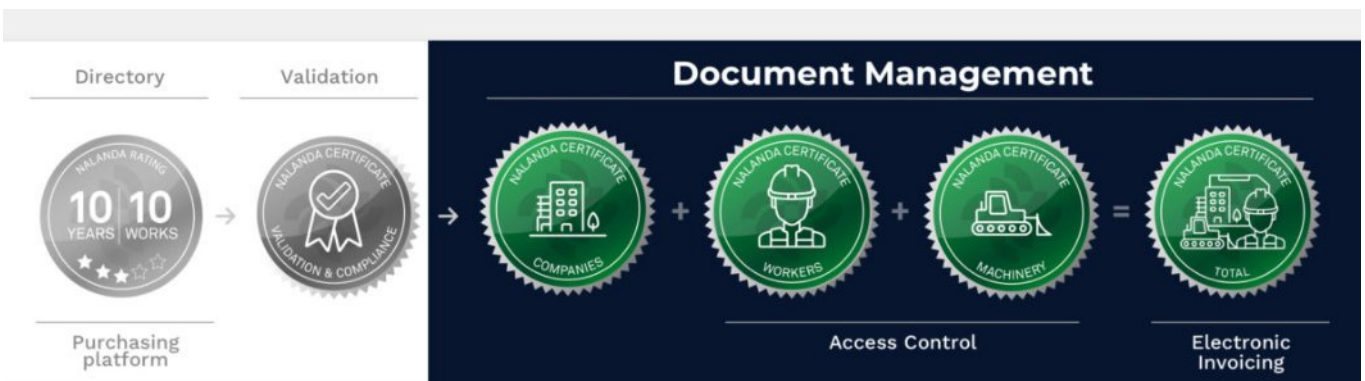 Directory
Validation
Document Management
NALANDA RATING
10 10
YEARS WORKS
NALANDA CERTIFICATE
VALIDATION & COMPLIANCE
NALANDA CERTIFICATE
COMPANIES
NALANDA CERTIFICATE
WORKERS
NALANDA CERTIFICATE
MACHINERY
NALANDA CERTIFICATE
TOTAL
Purchasing
platform
Access Control
Electronic
Invoicing